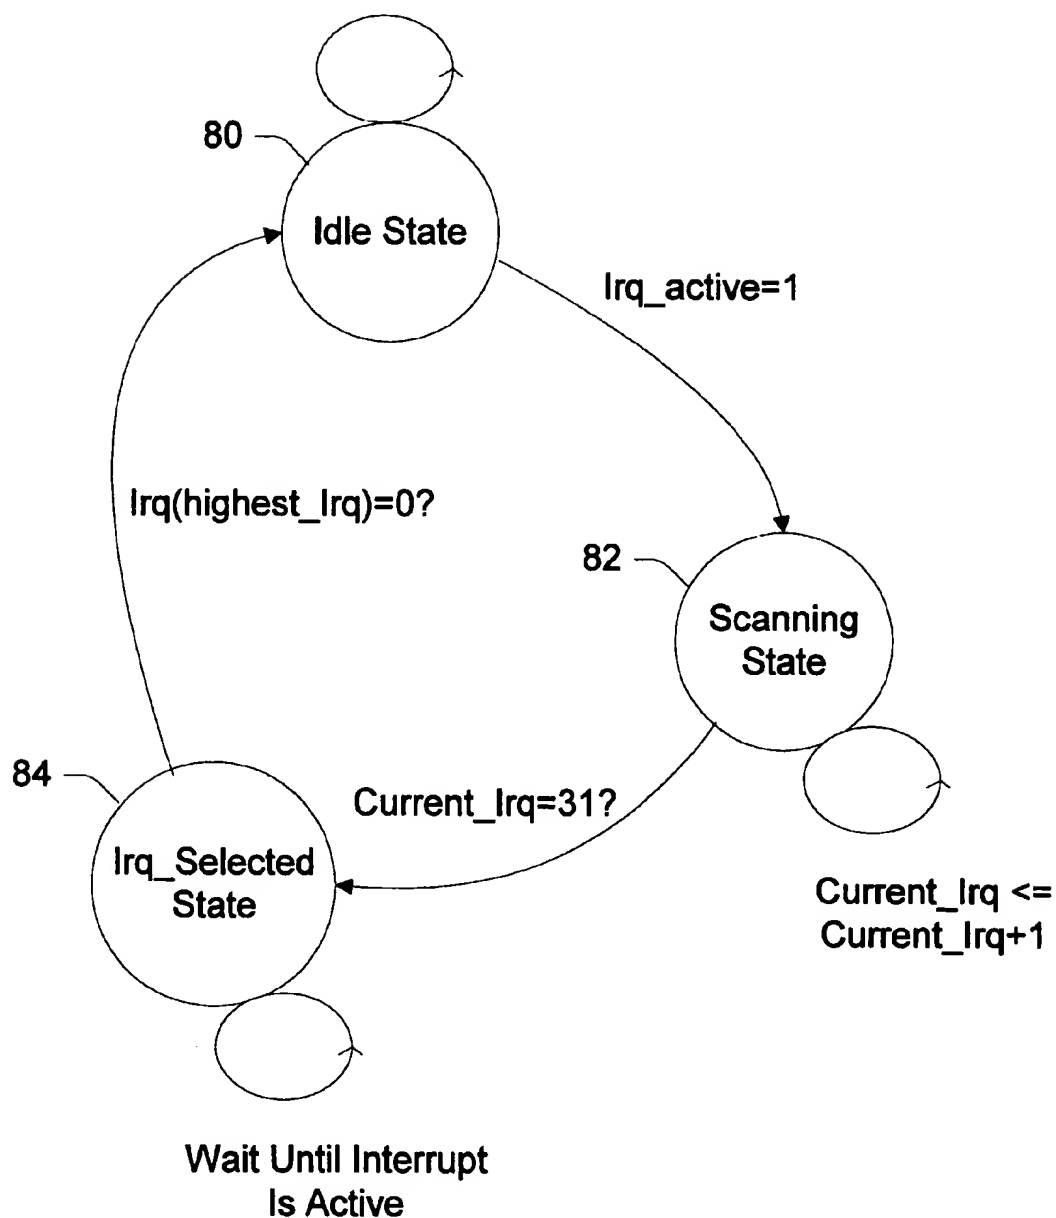 80
Idle State
Irq_active=1
Irq(highest_Irq)=0?
82
Scanning
State
84
Current_Irq=31?
Irq_Selected
State
Current_Irq <=
Current_Irq+1
Wait Until Interrupt
Is Active